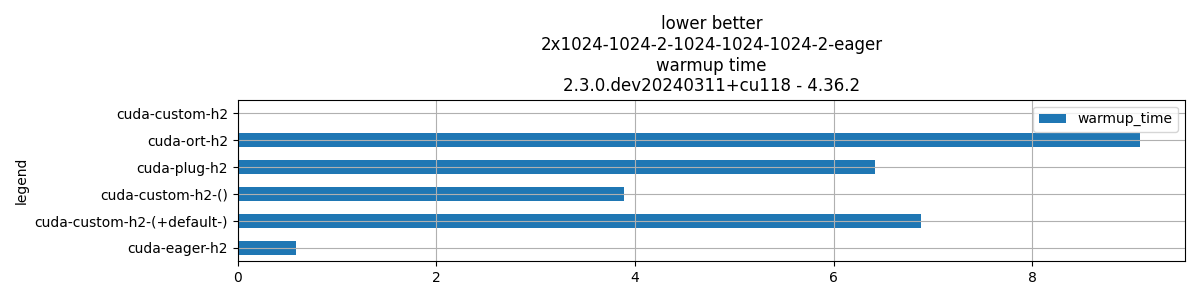 lower better
2x1024-1024-2-1024-1024-1024-2-eager
warmup time
2.3.0.dev20240311+cu118 - 4.36.2
warmup_time
legend
cuda-custom-h2
cuda-ort-h2
cuda-plug-h2
cuda-custom-h2-()
cuda-custom-h2-(+default-)
cuda-eager-h2
0 2 4 6 8